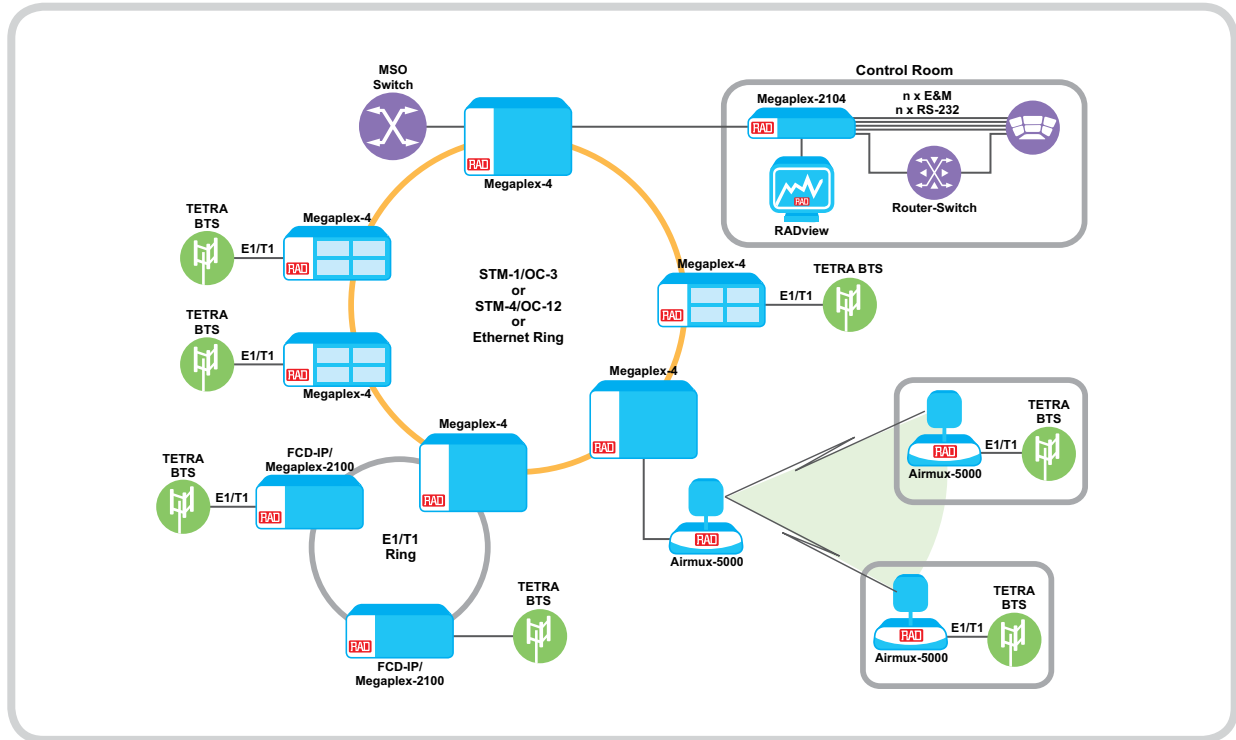 MSO
Switch
RAD
Megaplex-4
Control Room
Megaplex-2104
n x E&M
n x RS-232
RAD
RAD
RADview
Router-Switch
TETRA
BTS
E1/T1
Megaplex-4
RAD
TETRA
BTS
E1/T1
RAD
Megaplex-4
STM-1/OC-3
or
STM-4/OC-12
or
Ethernet Ring
Megaplex-4
RAD
E1/T1
TETRA BTS
Megaplex-4
RAD
Megaplex-4
RAD
FCD-IP/
Megaplex-2100
TETRA
BTS
E1/T1
RAD
E1/T1
Ring
RAD
FCD-IP/
Megaplex-2100
TETRA
BTS
RAD
Airmux-5000
RAD
Airmux-5000
E1/T1
TETRA
BTS
RAD
Airmux-5000
E1/T1
TETRA
BTS